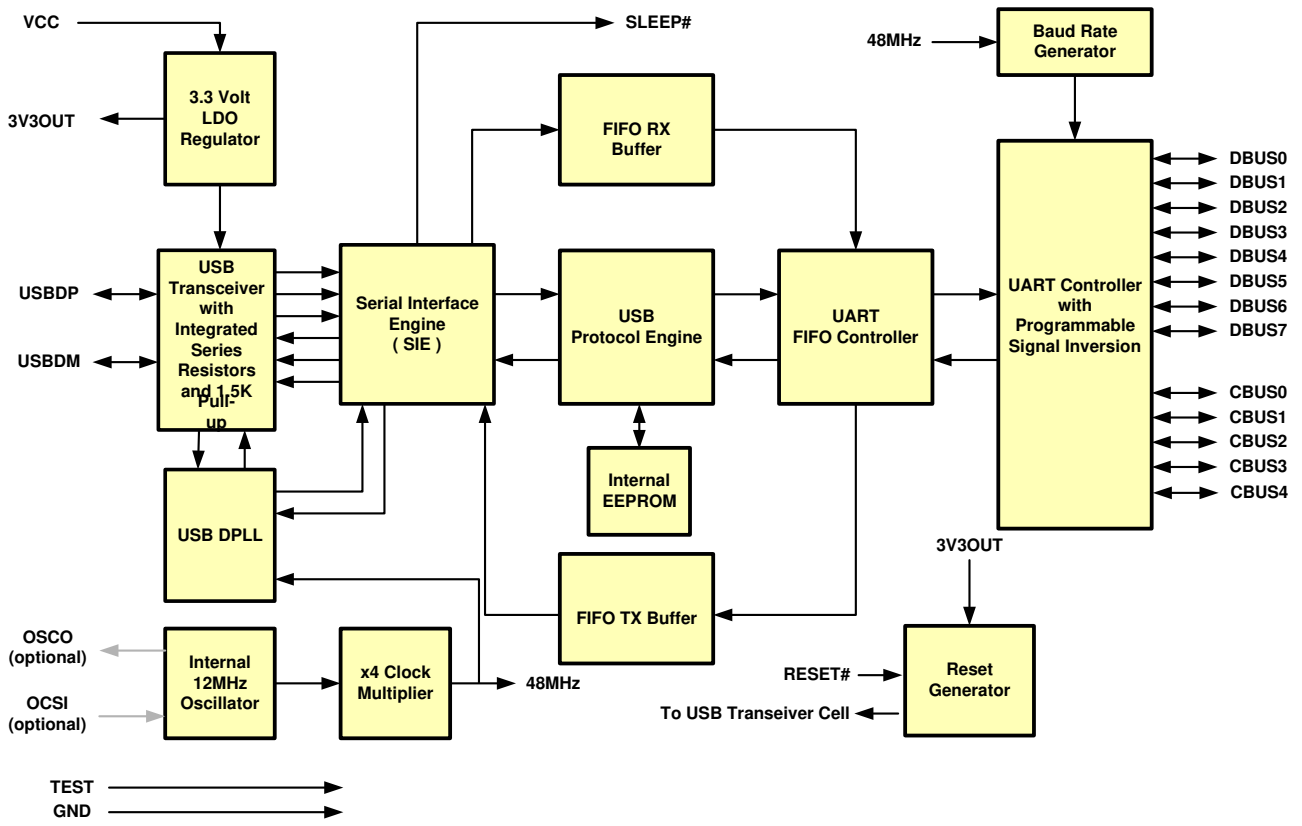 VCC
SLEEP#
48MHz
Baud Rate
Generator
3V3OUT
3.3 Volt
LDO
Regulator
FIFO RX
Buffer
DBUS0
DBUS1
DBUS2
DBUS3
DBUS4
DBUS5
DBUS6
DBUS7
USBDP
USBDM
USB
Transceiver
with
Integrated
Series
Resistors
and 1.5K
Pull-
up
Serial Interface
Engine
( SIE )
USB
Protocol Engine
UART
FIFO Controller
UART Controller
with
Programmable
Signal Inversion
CBUS0
CBUS1
CBUS2
CBUS3
CBUS4
USB DPLL
Internal
EEPROM
FIFO TX Buffer
3V3OUT
OSCO
(optional)
OCSI
(optional)
Internal
12MHz
Oscillator
x4 Clock
Multiplier
48MHz
RESET#
To USB Transeiver Cell
Reset
Generator
TEST
GND